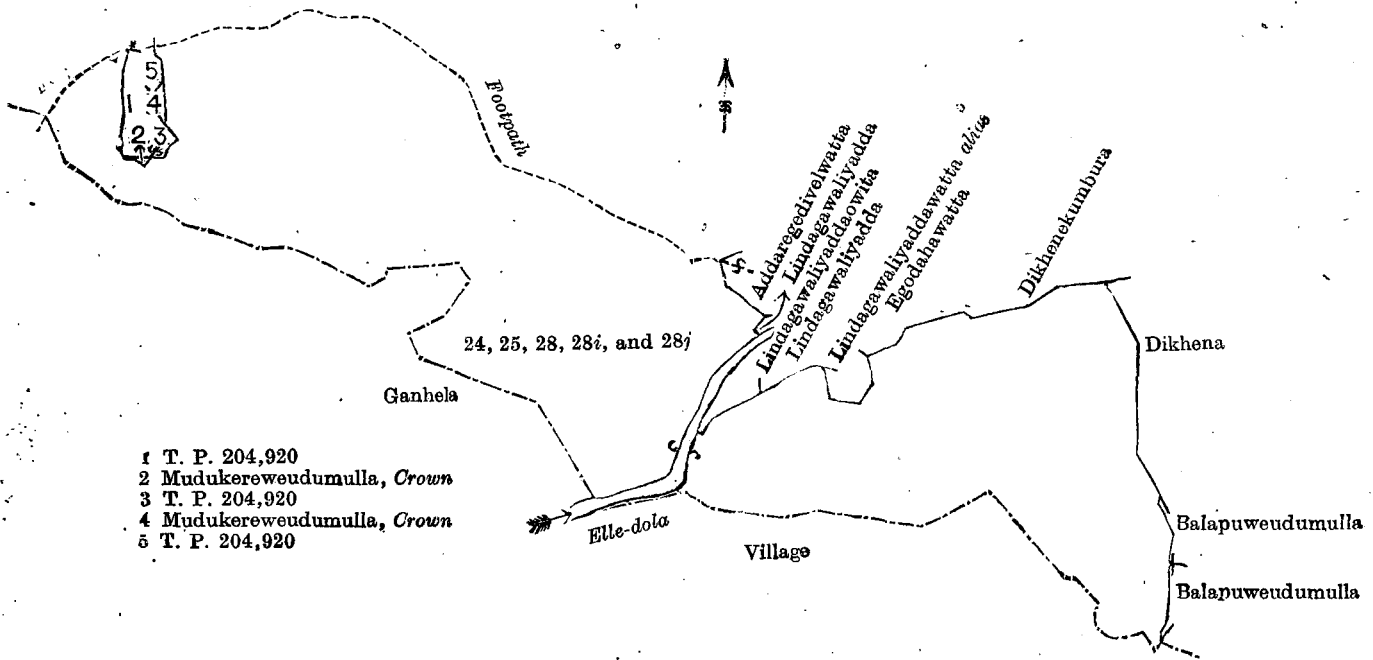 5
1 4
2 3
Footpath
Addaregedivelwatta
Lindagawaliyadda
Lindagawaliyaddaowita
Lindagawaliyadda
Lindagawaliyaddawatta alias
Egodahawatta
Dikhenekumbura
Dikhena
24, 25, 28, 28i, and 28j
Ganhela
1 T. P. 204,920
2 Mudukereweudumulla, Crown
3 T. P. 204,920
4 Mudukereweudumulla, Crown
5 T. P. 204,920
Elle-dola
Village
Balapuweudumulla
Balapuweudumulla